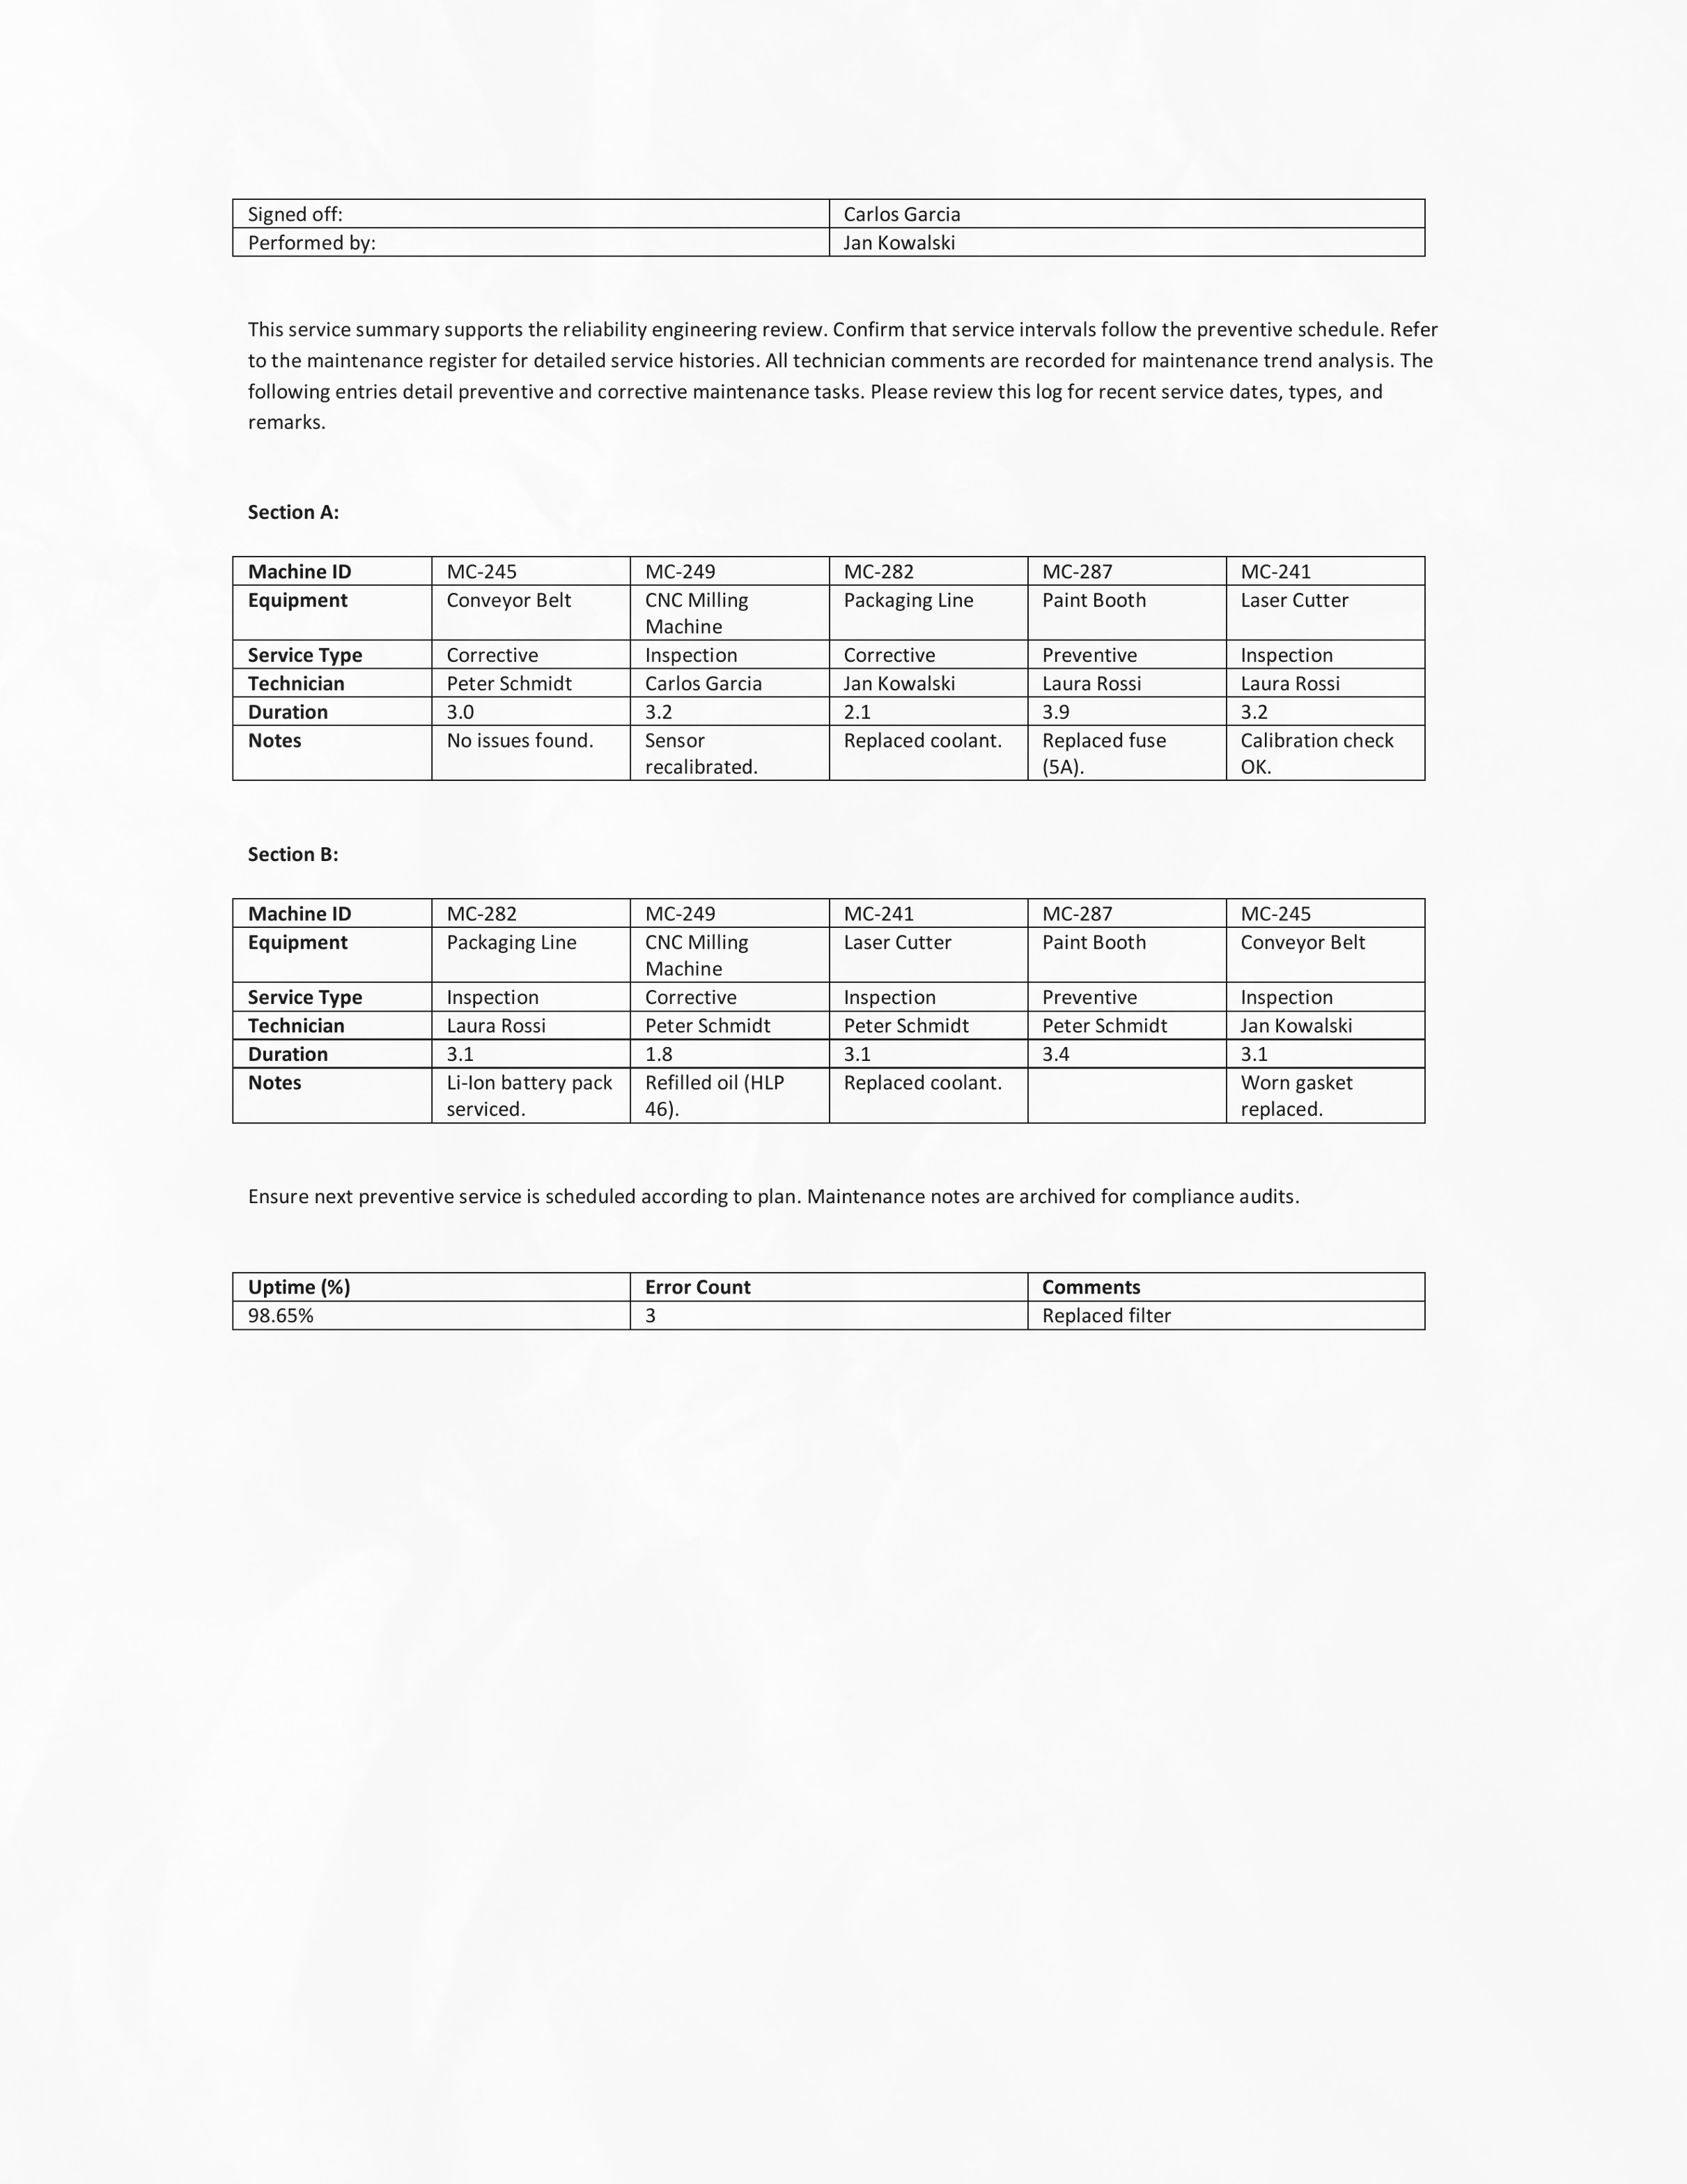 Signed off: Carlos Garcia
Performed by: Jan Kowalski
This service summary supports the reliability engineering review. Confirm that service intervals follow the preventive schedule. Refer
to the maintenance register for detailed service histories. All technician comments are recorded for maintenance trend analysis. The
following entries detail preventive and corrective maintenance tasks. Please review this log for recent service dates, types, and
remarks.
Section A:
Machine ID MC-245 MC-249 MC-282 MC-287 MC-241
Equipment Conveyor Belt CNC Milling Packaging Line Paint Booth Laser Cutter
Machine
Service Type Corrective Inspection Corrective Preventive Inspection
Technician Peter Schmidt Carlos Garcia Jan Kowalski Laura Rossi Laura Rossi
Duration 3.0 3.2 2.1 3.9 3.2
Notes No issues found. Sensor Replaced coolant. Replaced fuse Calibration check
recalibrated. (5A). OK.
Section B:
Machine ID MC-282 MC-249 MC-241 MC-287 MC-245
Equipment Packaging Line CNC Milling Laser Cutter Paint Booth Conveyor Belt
Machine
Service Type Inspection Corrective Inspection Preventive Inspection
Technician Laura Rossi Peter Schmidt Peter Schmidt Peter Schmidt Jan Kowalski
Duration 3.1 1.8 3.1 3.4 3.1
Notes Li-Ion battery pack Refilled oil (HLP Replaced coolant. Worn gasket
serviced. 46). replaced.
Ensure next preventive service is scheduled according to plan. Maintenance notes are archived for compliance audits.
Uptime (%) Error Count Comments
98.65% 3 Replaced filter